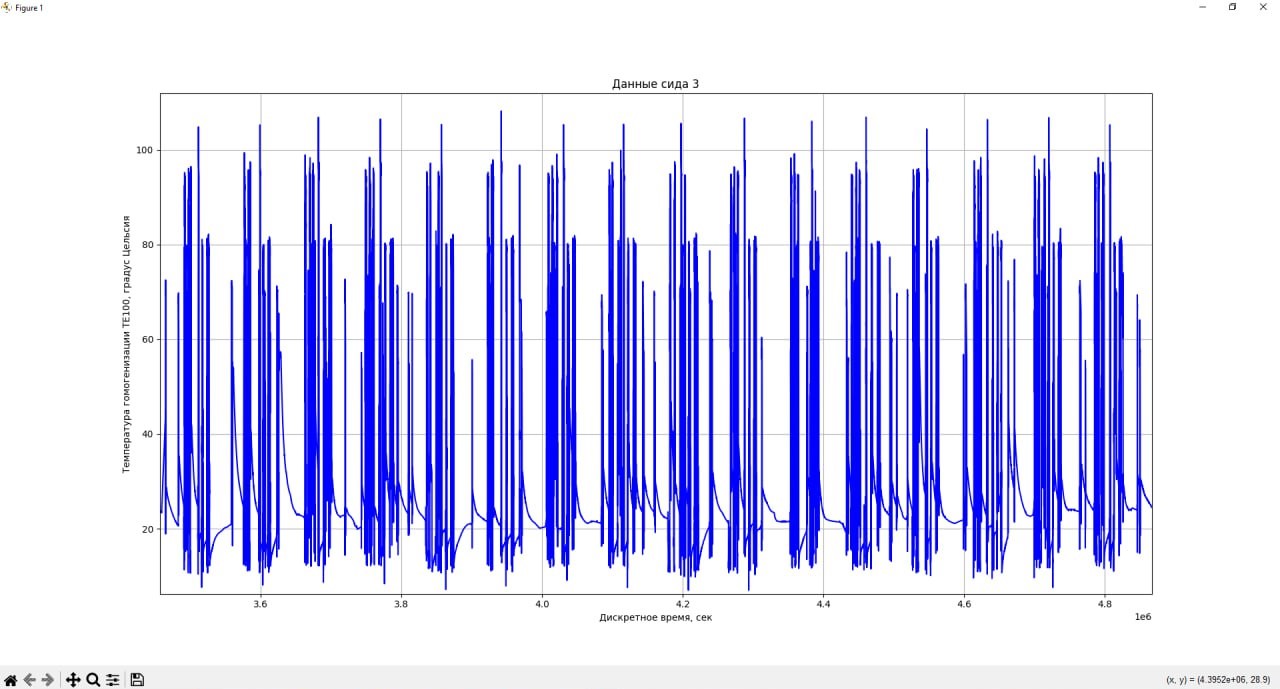 Figure 1
Данные сида 3
Температура гомогенизации TE100, градус Цельсия
100
80
60
40
20
3.6 3.8 4.0 4.2 4.4 4.6 4.8
1e6
Дискретное время, сек
(x, y) = (4.3952e+06, 28.9)